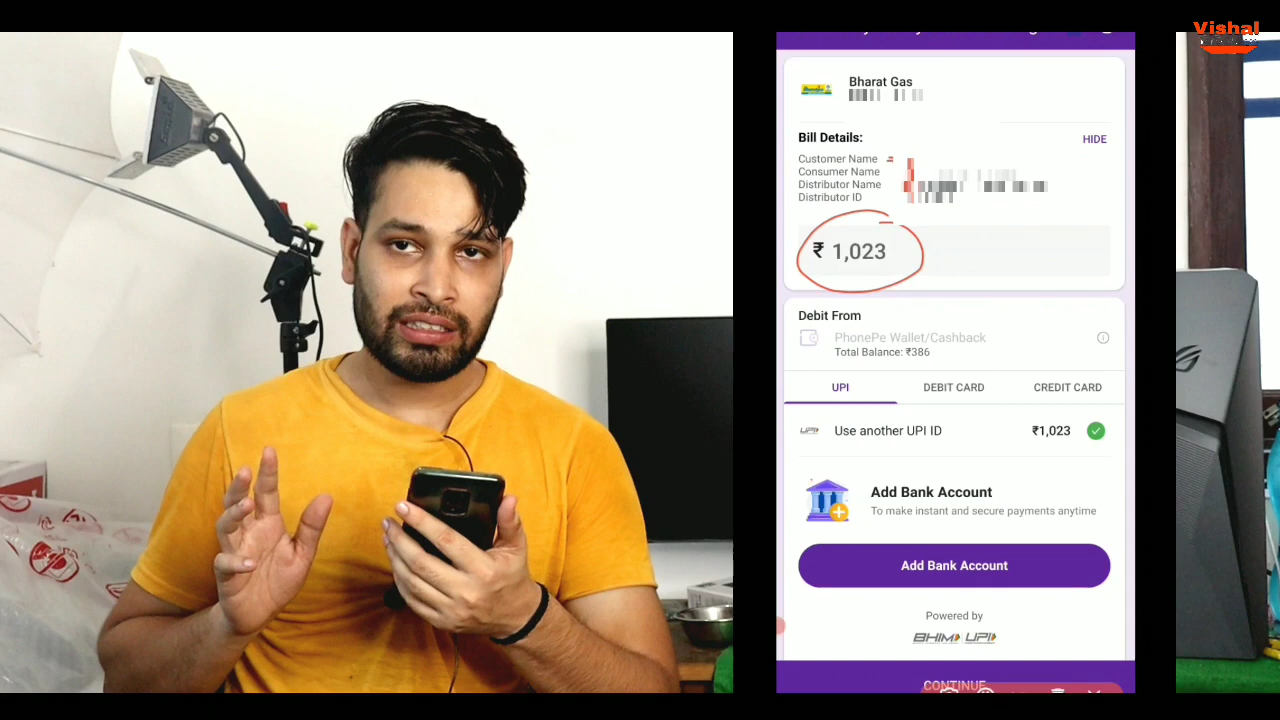 Vishal
Bharat Gas
Bill Details:
HIDE
Customer Name
Consumer Name
Distributor Name
Distributor ID
₹ 1,023
Debit From
PhonePe Wallet/Cashback
Total Balance: ₹386
UPI
DEBIT CARD
CREDIT CARD
UPI
Use another UPI ID
₹1,023
Add Bank Account
To make instant and secure payments anytime
Add Bank Account
Powered by
BHIM UPI
CONTINUE